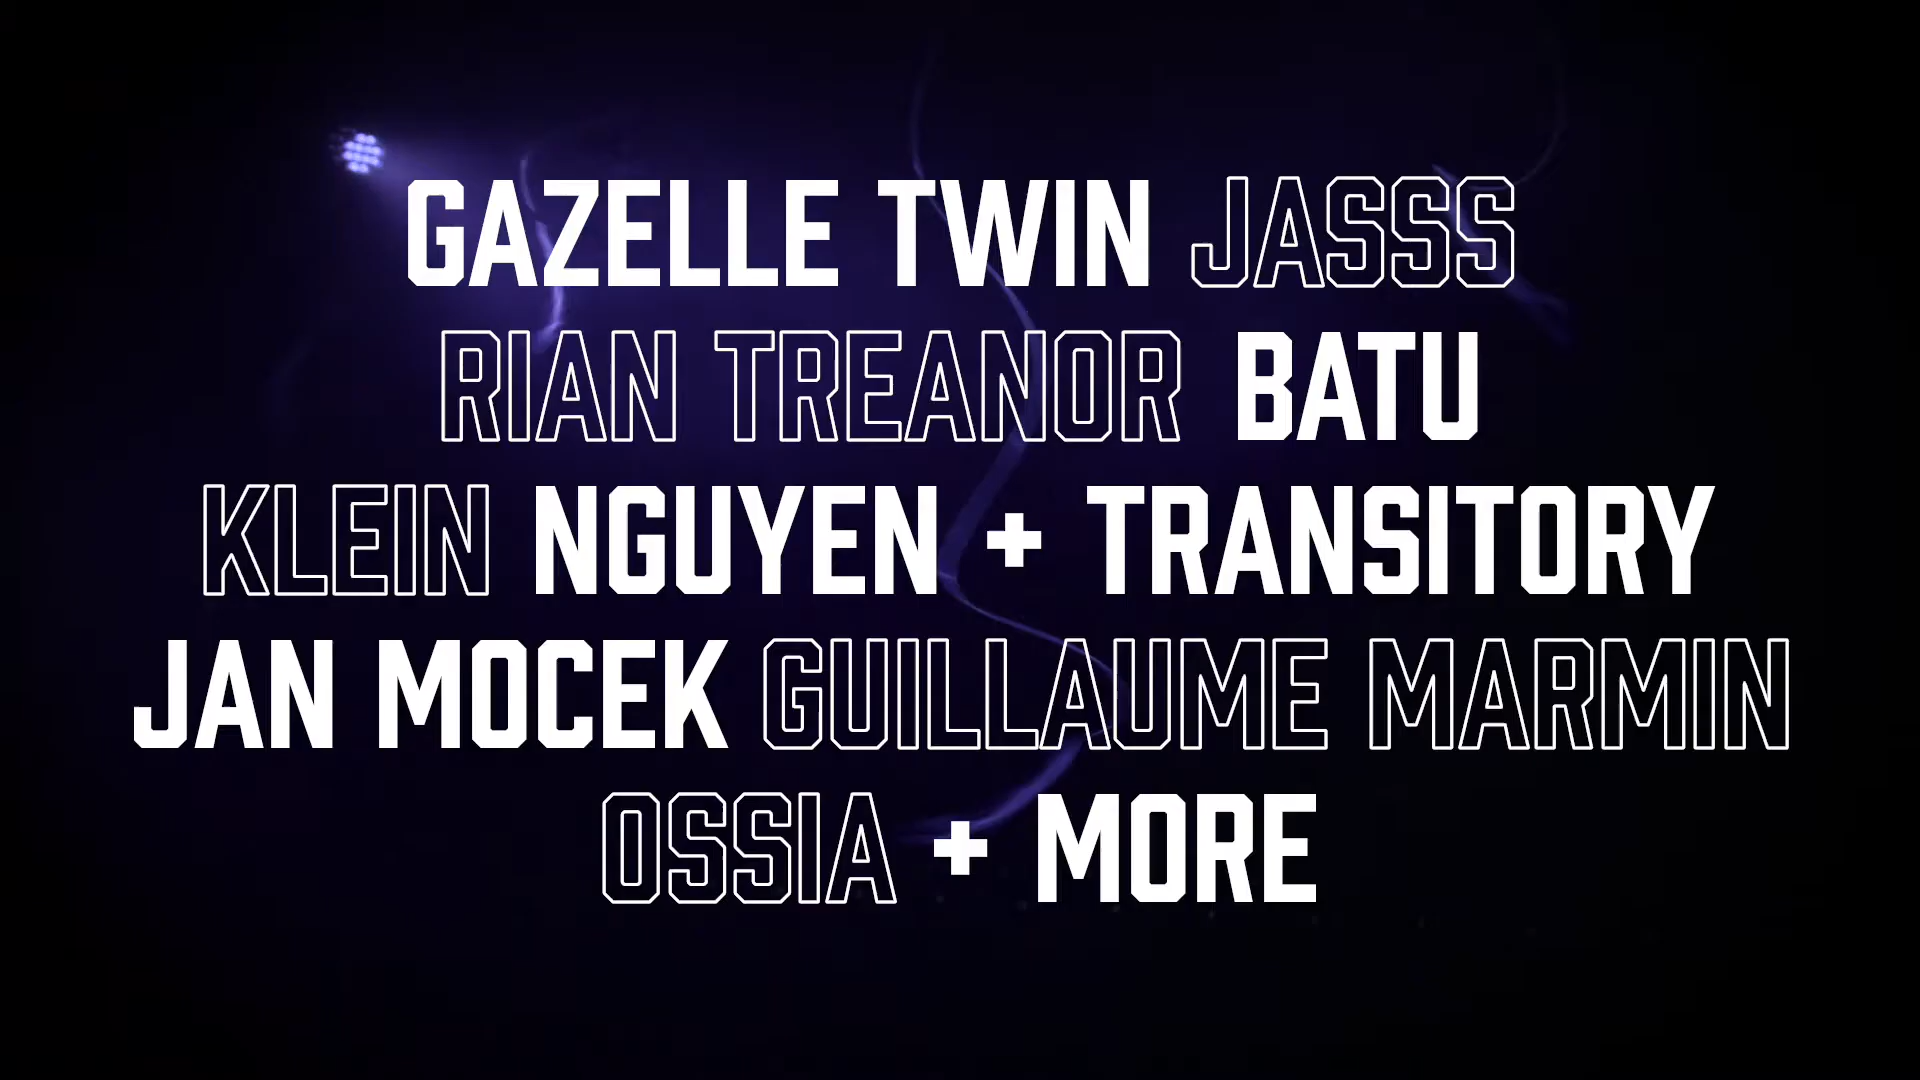 GAZELLE TWIN JASSS
RIAN TREANOR BATU
KLEIN NGUYEN + TRANSITORY
JAN MOCEK GUILLAUME MARMIN
OSSIA + MORE